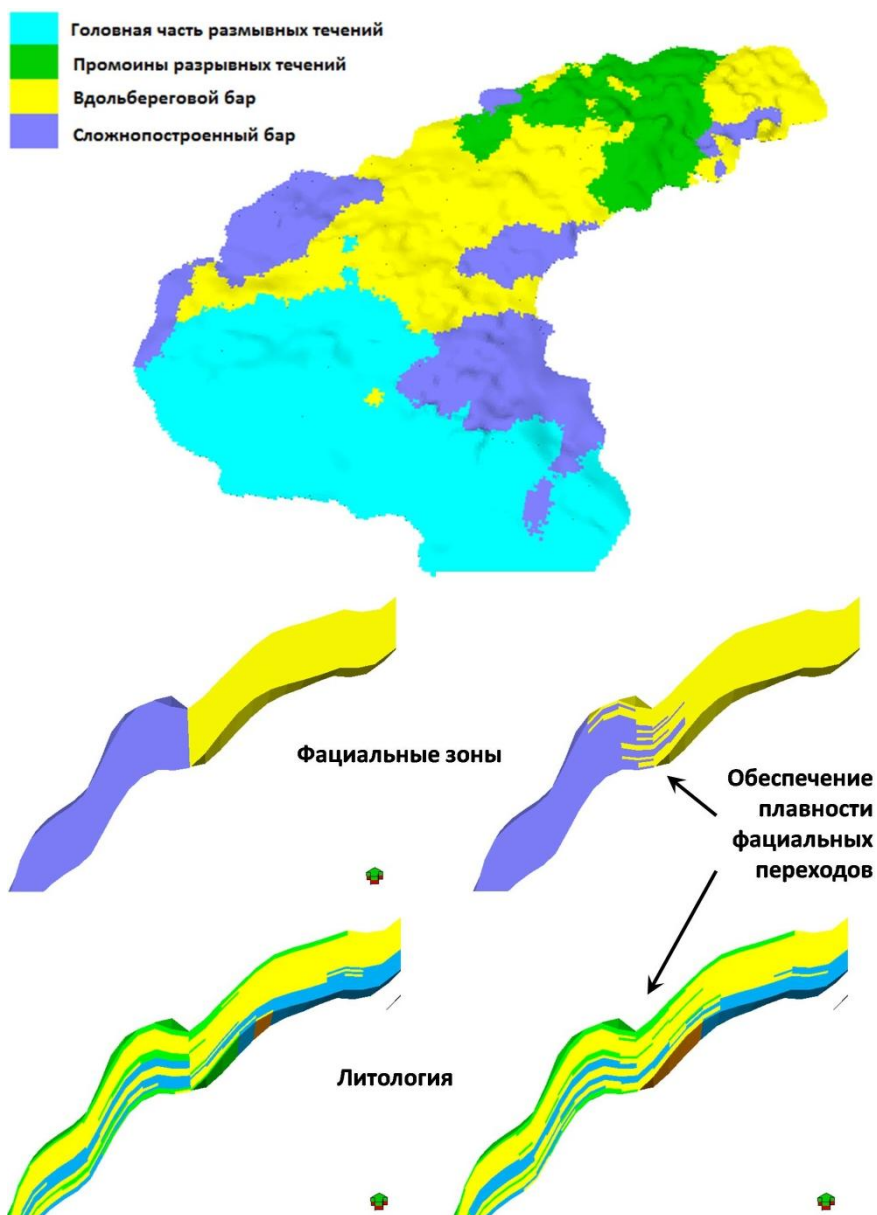 Головная часть размывных течений
Промоины разрывных течений
Вдольбереговой бар
Сложнопостроенный бар
Фациальные зоны
Обеспечение
плавности
фациальных
переходов
Литология